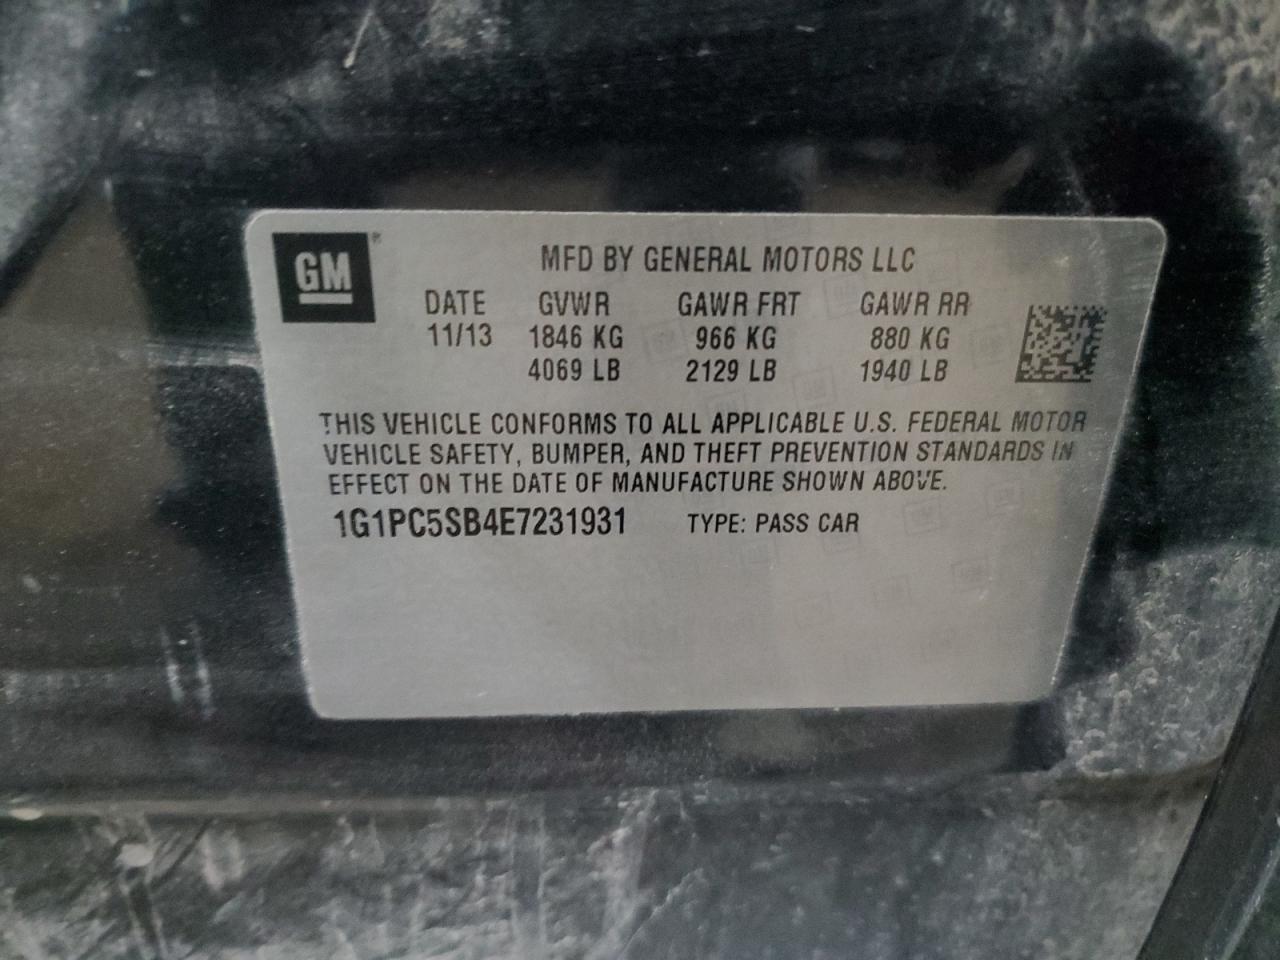 GM®
MFD BY GENERAL MOTORS LLC
DATE GVWR GAWR FRT GAWR RR
11/13 1846 KG 966 KG 880 KG
4069 LB 2129 LB 1940 LB
THIS VEHICLE CONFORMS TO ALL APPLICABLE U.S. FEDERAL MOTOR
VEHICLE SAFETY, BUMPER, AND THEFT PREVENTION STANDARDS IN
EFFECT ON THE DATE OF MANUFACTURE SHOWN ABOVE.
1G1PC5SB4E7231931 TYPE: PASS CAR